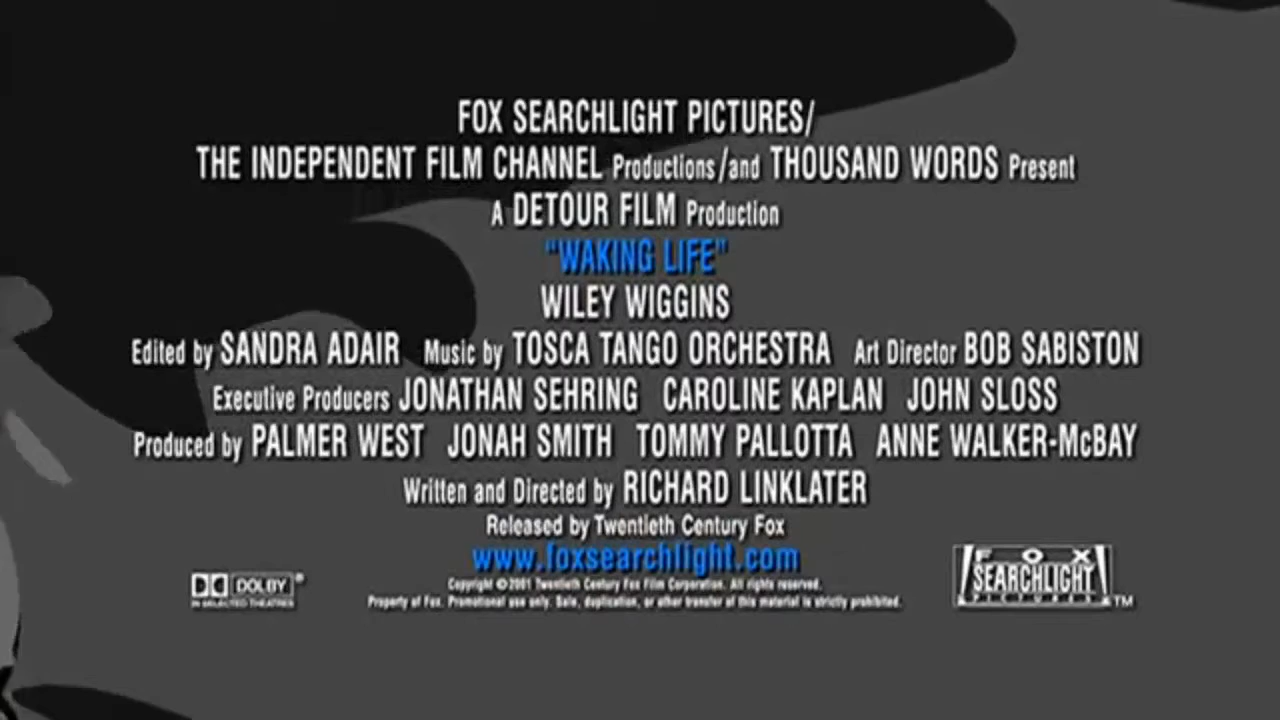 FOX SEARCHLIGHT PICTURES/
THE INDEPENDENT FILM CHANNEL Productions/and THOUSAND WORDS Present
A DETOUR FILM Production
"WAKING LIFE"
WILEY WIGGINS
Edited by SANDRA ADAIR Music by TOSCA TANGO ORCHESTRA Art Director BOB SABISTON
Executive Producers JONATHAN SEHRING CAROLINE KAPLAN JOHN SLOSS
Produced by PALMER WEST JONAH SMITH TOMMY PALLOTTA ANNE WALKER-McBAY
Written and Directed by RICHARD LINKLATER
Released by Twentieth Century Fox
www.foxsearchlight.com
Copyright ©2001 Twentieth Century Fox Film Corporation. All rights reserved.
Property of Fox. Promotional use only. Sale, duplication, or other transfer of this material is strictly prohibited.
DOLBY®
IN SELECTED THEATRES
FOX
SEARCHLIGHT
PICTURES™